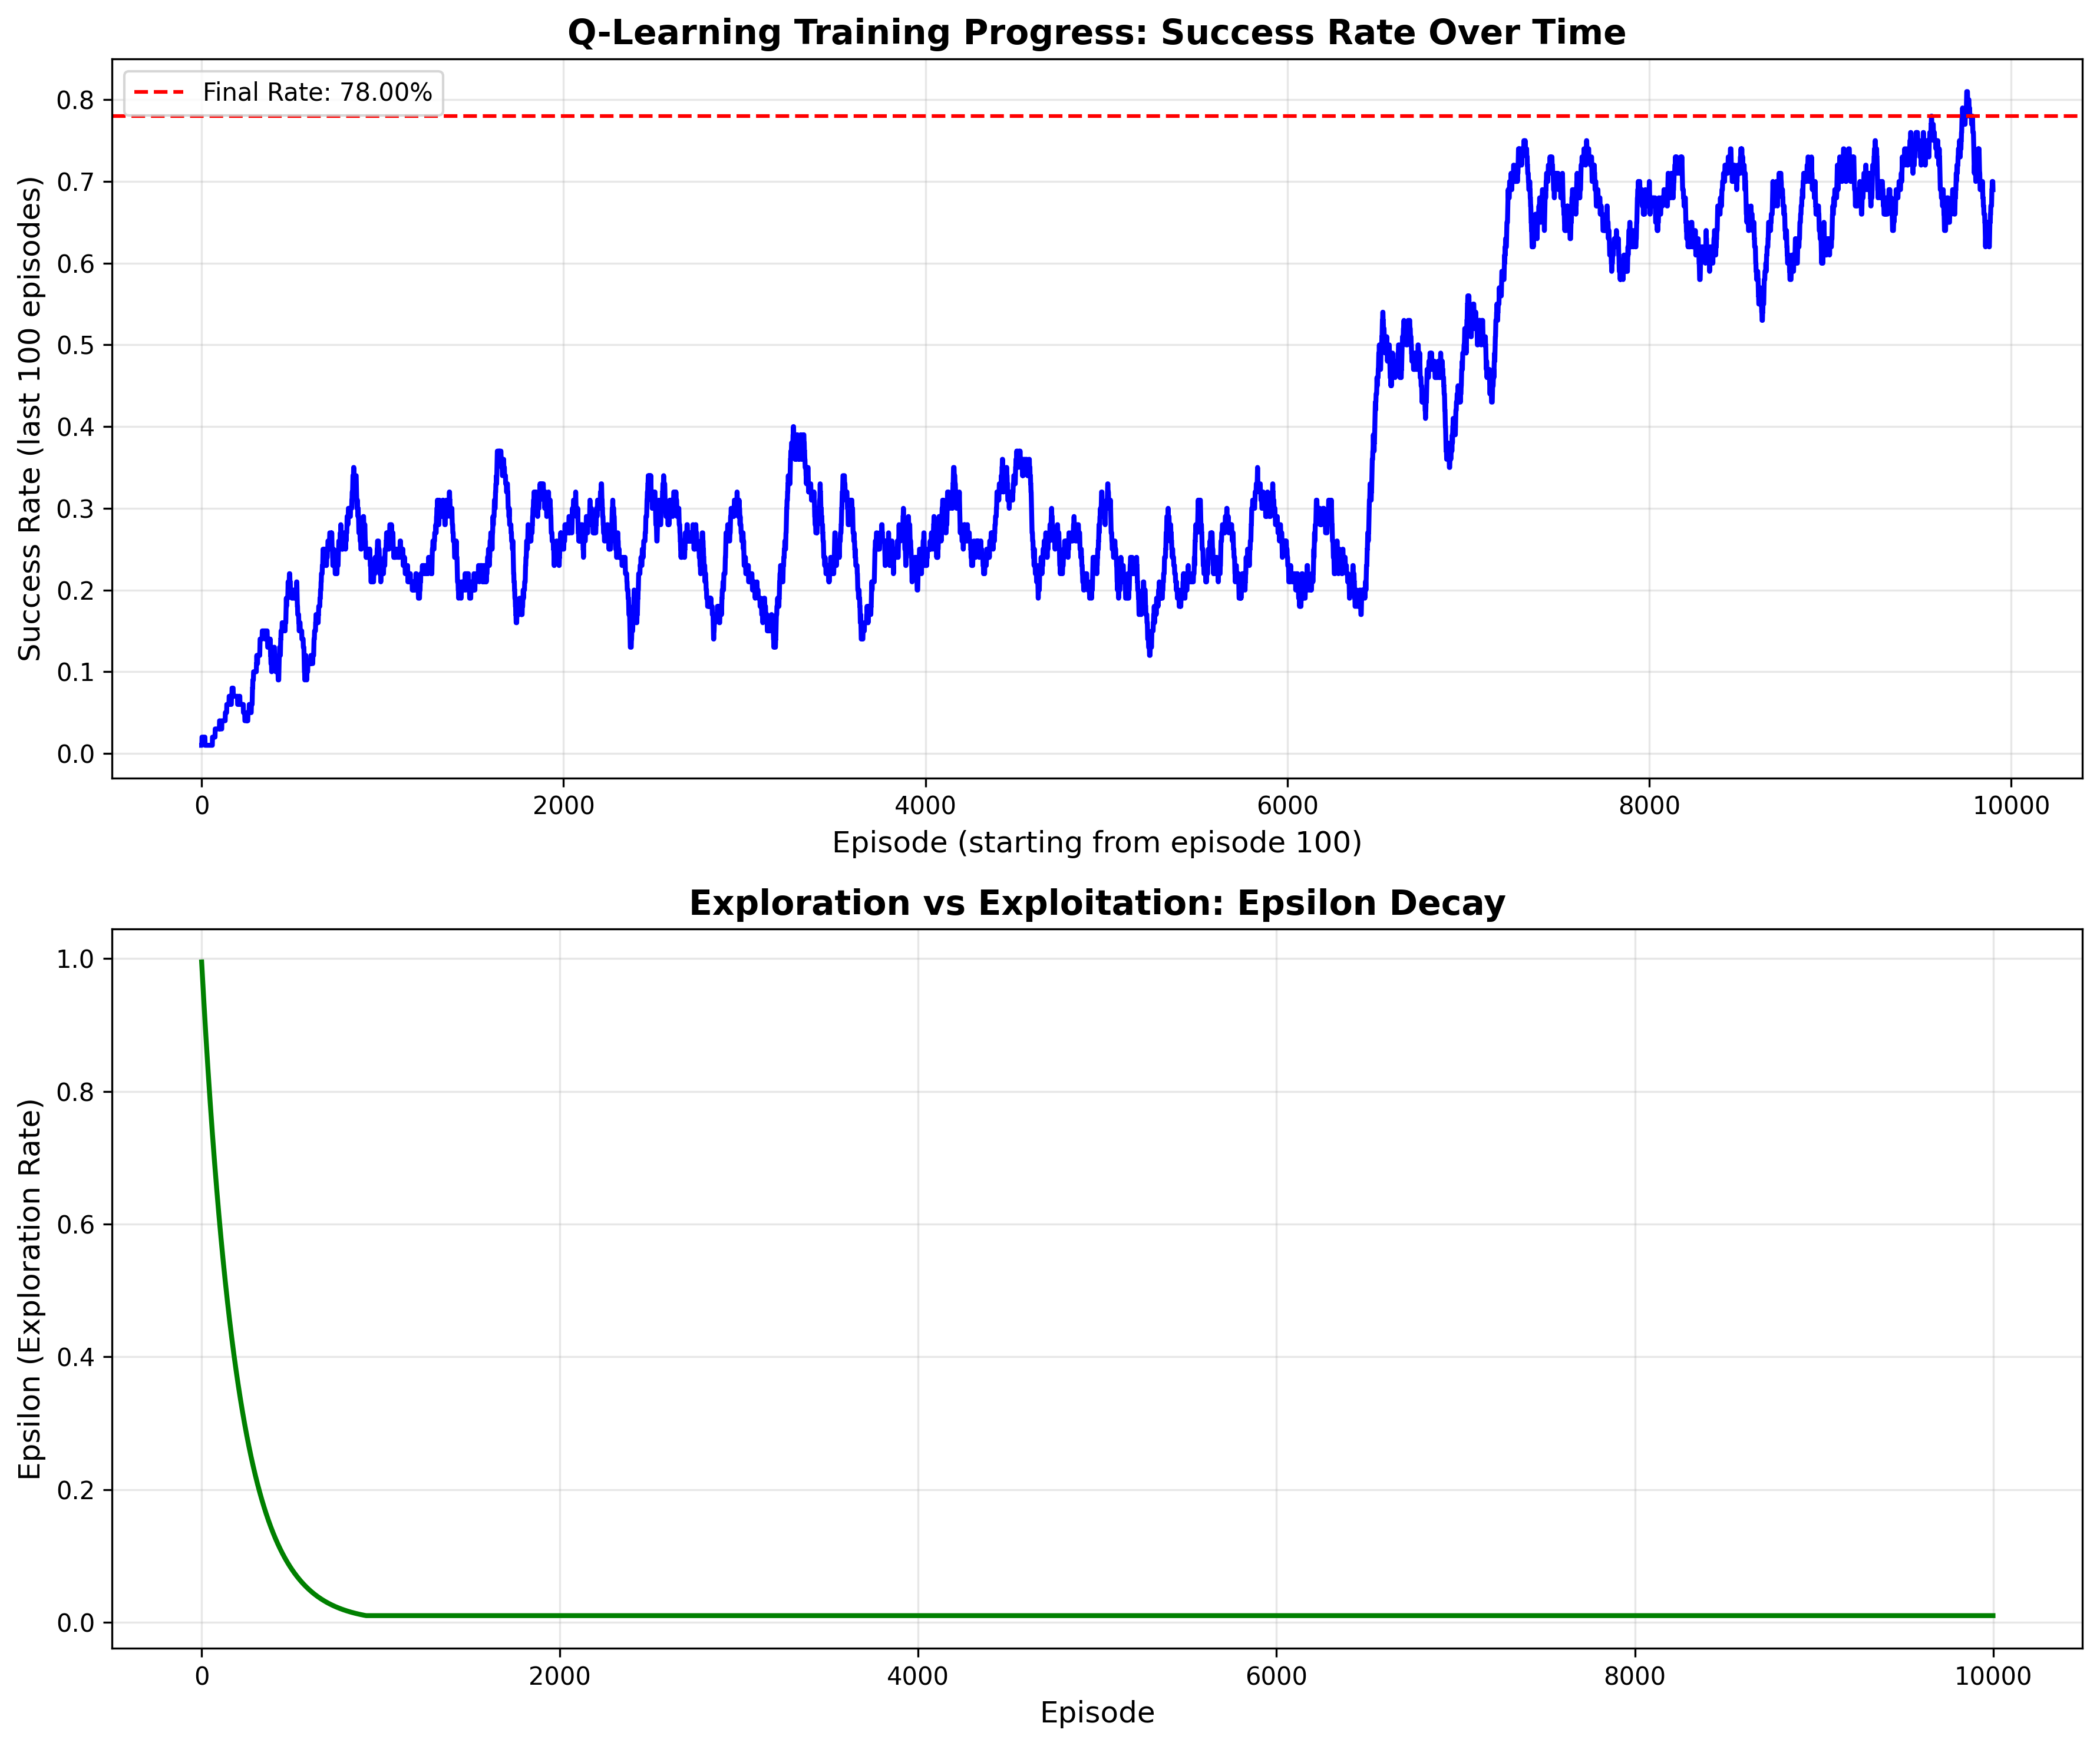 Q-Learning Training Progress: Success Rate Over Time
Final Rate: 78.00%
Success Rate (last 100 episodes)
0.8
0.7
0.6
0.5
0.4
0.3
0.2
0.1
0.0
0 2000 4000 6000 8000 10000
Episode (starting from episode 100)
Exploration vs Exploitation: Epsilon Decay
Epsilon (Exploration Rate)
1.0
0.8
0.6
0.4
0.2
0.0
0 2000 4000 6000 8000 10000
Episode